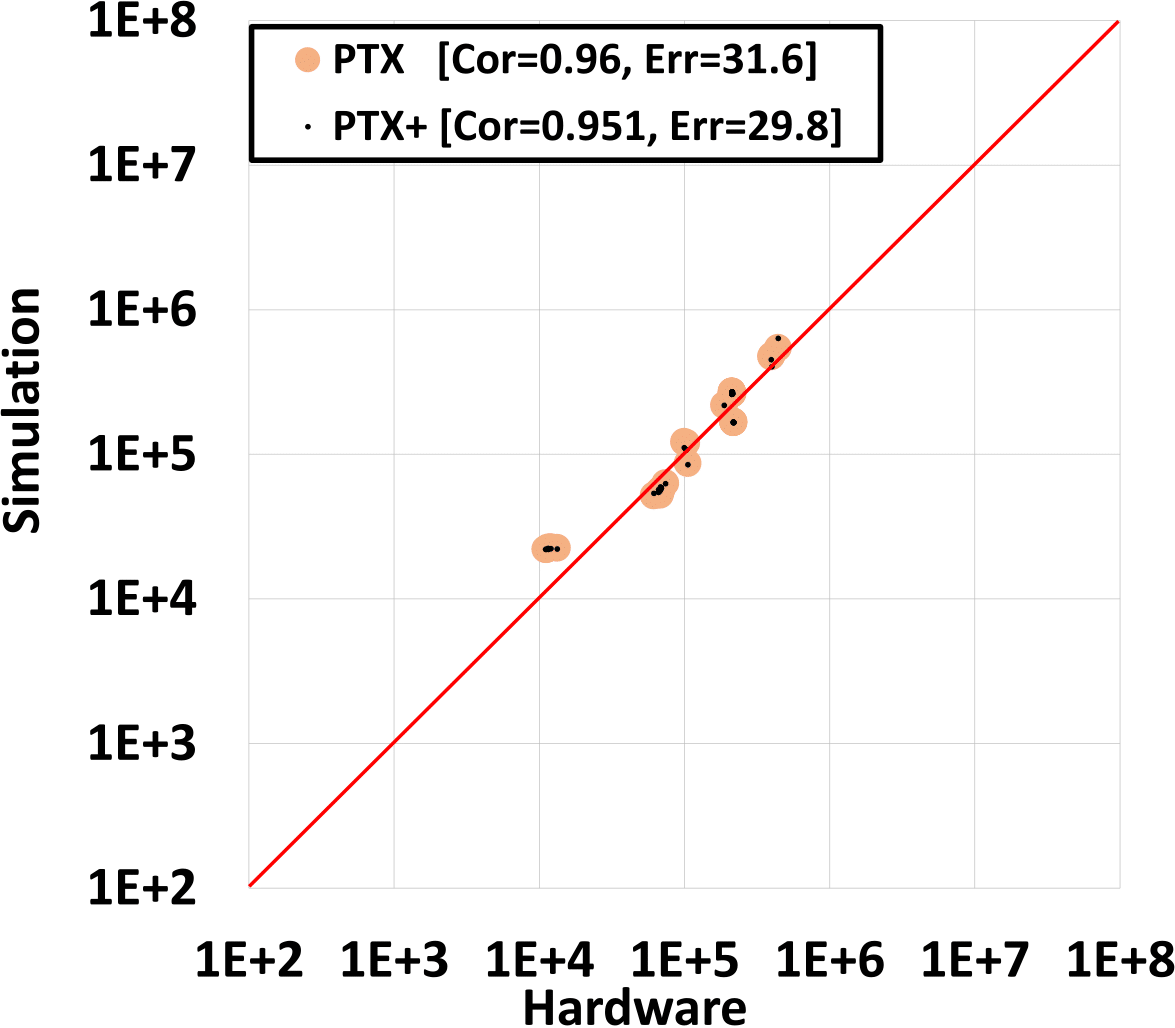 1E+8
PTX [Cor=0.96, Err=31.6]
PTX+ [Cor=0.951, Err=29.8]
1E+7
1E+6
1E+5
1E+4
1E+3
1E+2
Simulation
1E+2 1E+3 1E+4 1E+5 1E+6 1E+7 1E+8
Hardware